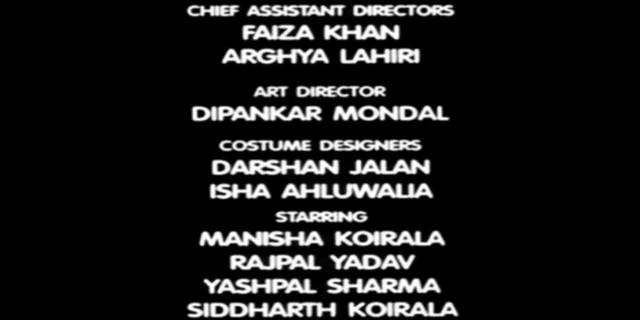 CHIEF ASSISTANT DIRECTORS
FAIZA KHAN
ARGHYA LAHIRI
ART DIRECTOR
DIPANKAR MONDAL
COSTUME DESIGNERS
DARSHAN JALAN
ISHA AHLUWALIA
STARRING
MANISHA KOIRALA
RAJPAL YADAV
YASHPAL SHARMA
SIDDHARTH KOIRALA